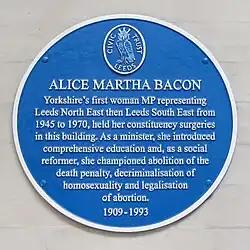 CIVIC TRUST
LEEDS
ALICE MARTHA BACON
Yorkshire's first woman MP representing
Leeds North East then Leeds South East from
1945 to 1970, held her constituency surgeries
in this building. As a minister, she introduced
comprehensive education and, as a social
reformer, she championed abolition of the
death penalty, decriminalisation of
homosexuality and legalisation
of abortion.
1909-1993